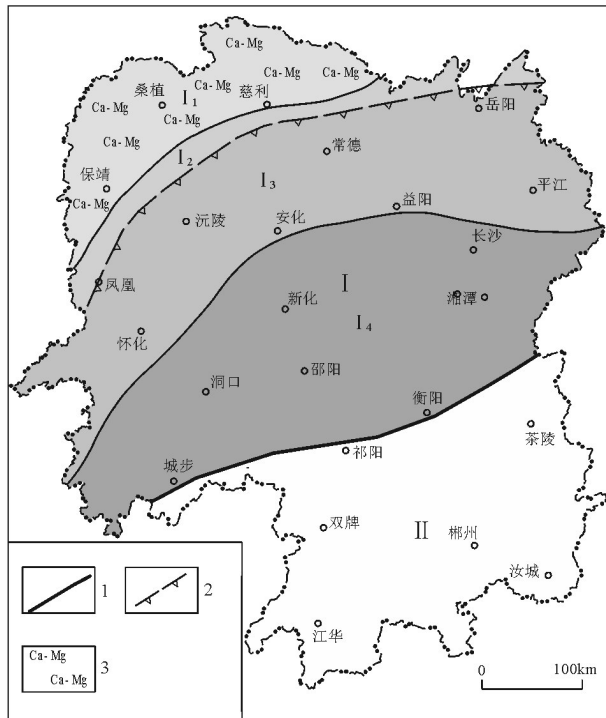 Ca-Mg
Ca-Mg
Ca-Mg
桑植
I₁
Ca-Mg
慈利
Ca-Mg
Ca-Mg
岳阳
Ca-Mg
I₂
常德
保靖
I₃
平江
Ca-Mg
益阳
沅陵
安化
长沙
凤凰
I
新化
湘潭
怀化
I₄
邵阳
洞口
衡阳
茶陵
祁阳
城步
双牌
II
郴州
汝城
1
2
江华
Ca-Mg
3
Ca-Mg
0
100km